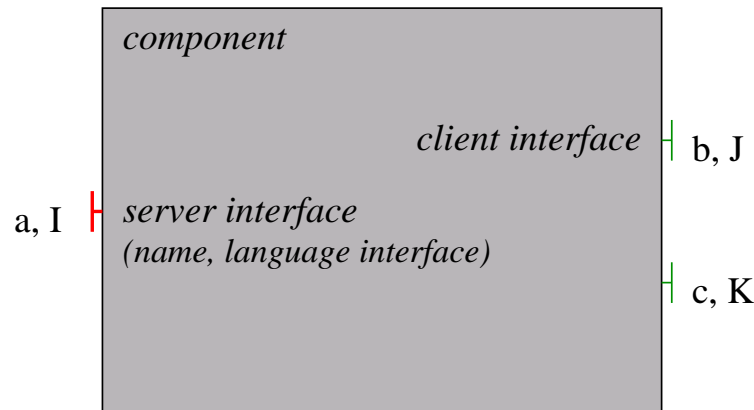 component
client interface
b, J
a, I
server interface
(name, language interface)
c, K